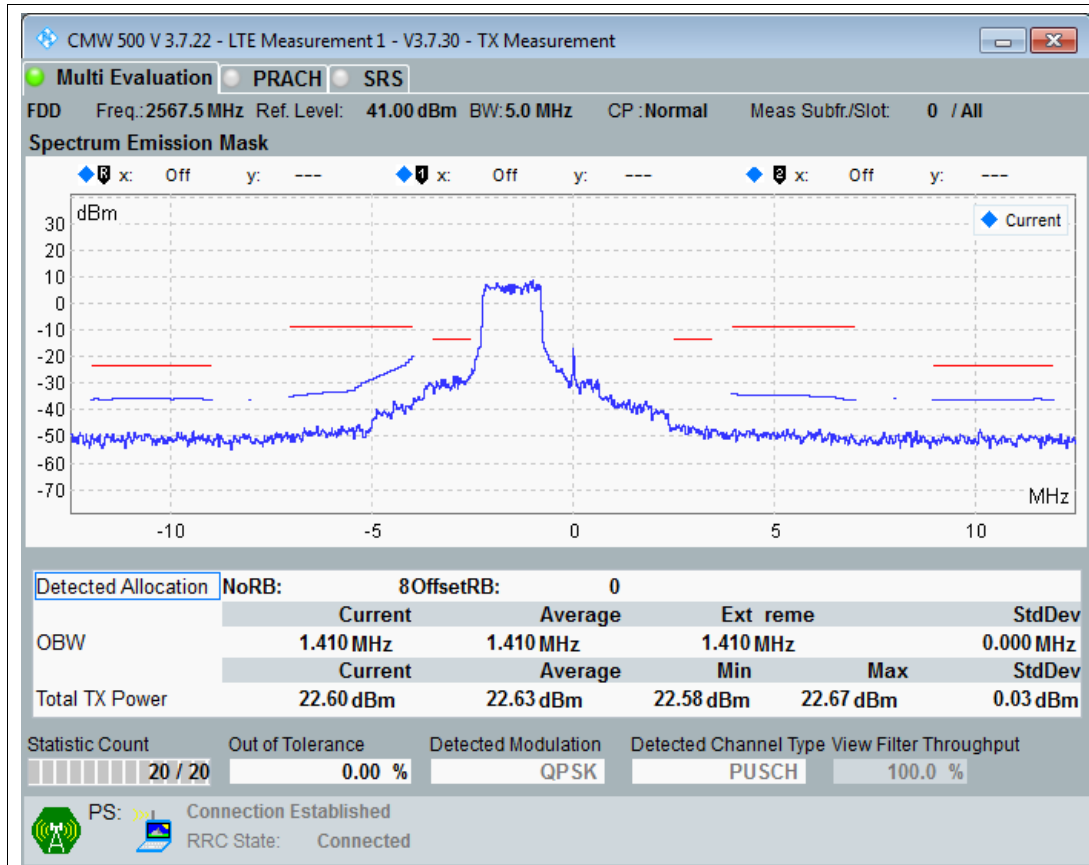 CMW 500 V 3.7.22 - LTE Measurement 1 - V3.7.30 - TX Measurement
Multi Evaluation PRACH SRS
FDD Freq.: 2567.5 MHz Ref. Level: 41.00 dBm BW: 5.0 MHz CP : Normal Meas Subfr./Slot: 0 / All
Spectrum Emission Mask
R x: Off y: --- 1 x: Off y: --- 2 x: Off y: ---
dBm
Current
30
20
10
0
-10
-20
-30
-40
-50
-60
-70
MHz
-10 -5 0 5 10
Detected Allocation NoRB: 8 OffsetRB: 0
Current Average Ext reme StdDev
OBW 1.410 MHz 1.410 MHz 1.410 MHz 0.000 MHz
Current Average Min Max StdDev
Total TX Power 22.60 dBm 22.63 dBm 22.58 dBm 22.67 dBm 0.03 dBm
Statistic Count Out of Tolerance Detected Modulation Detected Channel Type View Filter Throughput
20 / 20 0.00 % QPSK PUSCH 100.0 %
PS: Connection Established
RRC State: Connected